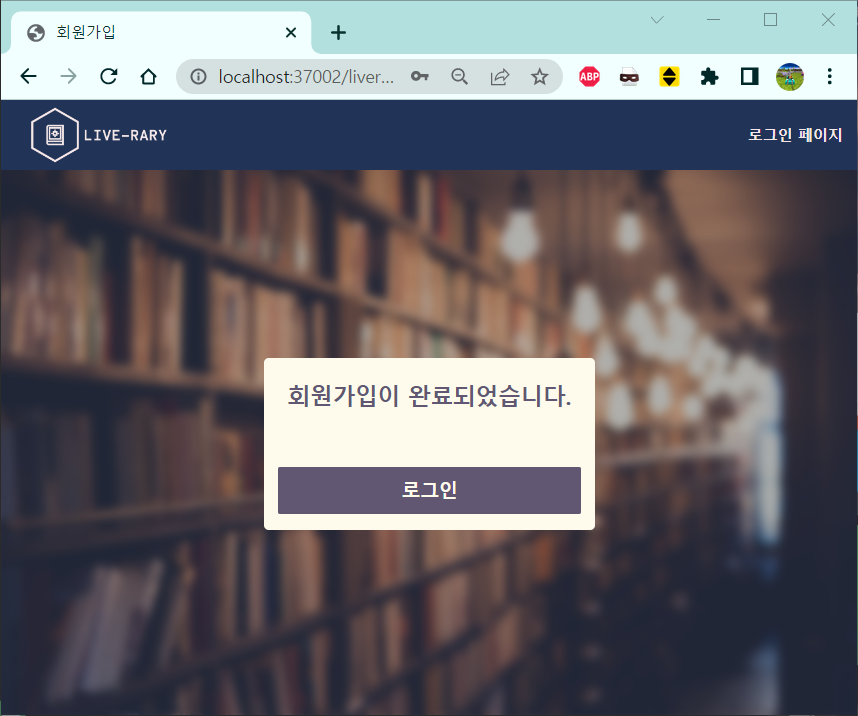 회원가입
localhost:37002/liver...
ABP
LIVE-RARY
로그인 페이지
회원가입이 완료되었습니다.
로그인